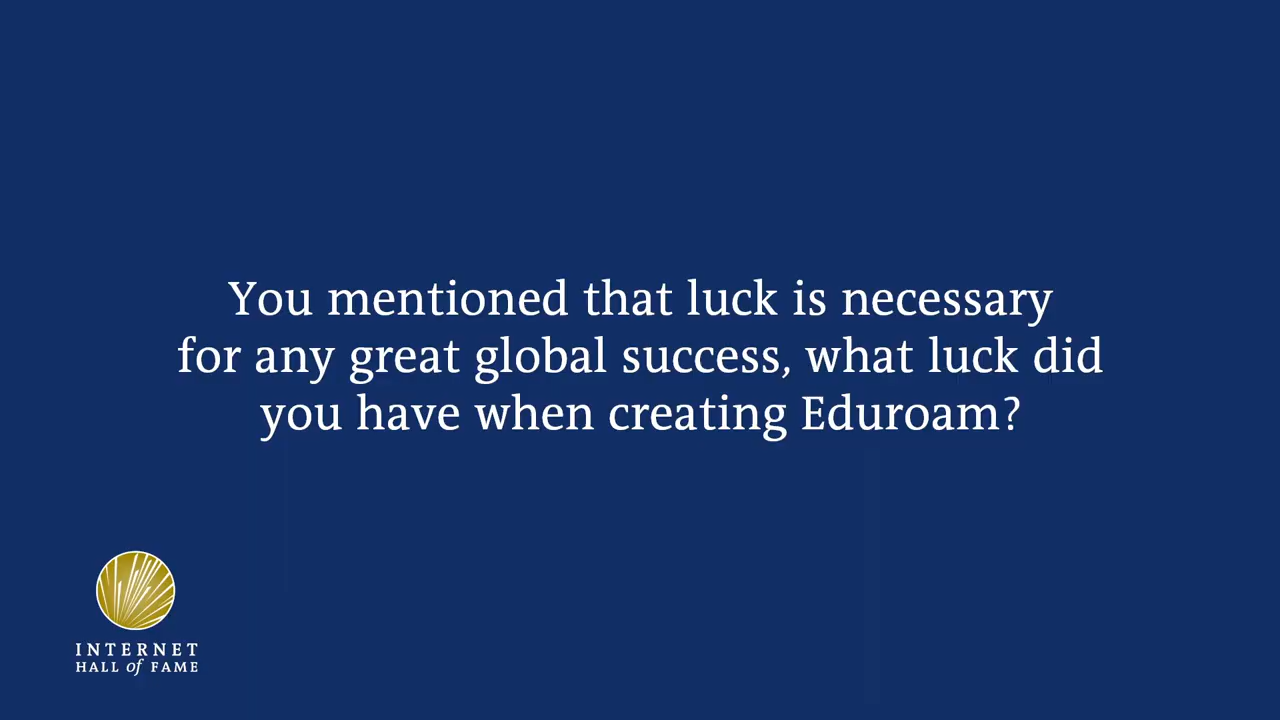 You mentioned that luck is necessary
for any great global success, what luck did
you have when creating Eduroam?
INTERNET
HALL of FAME